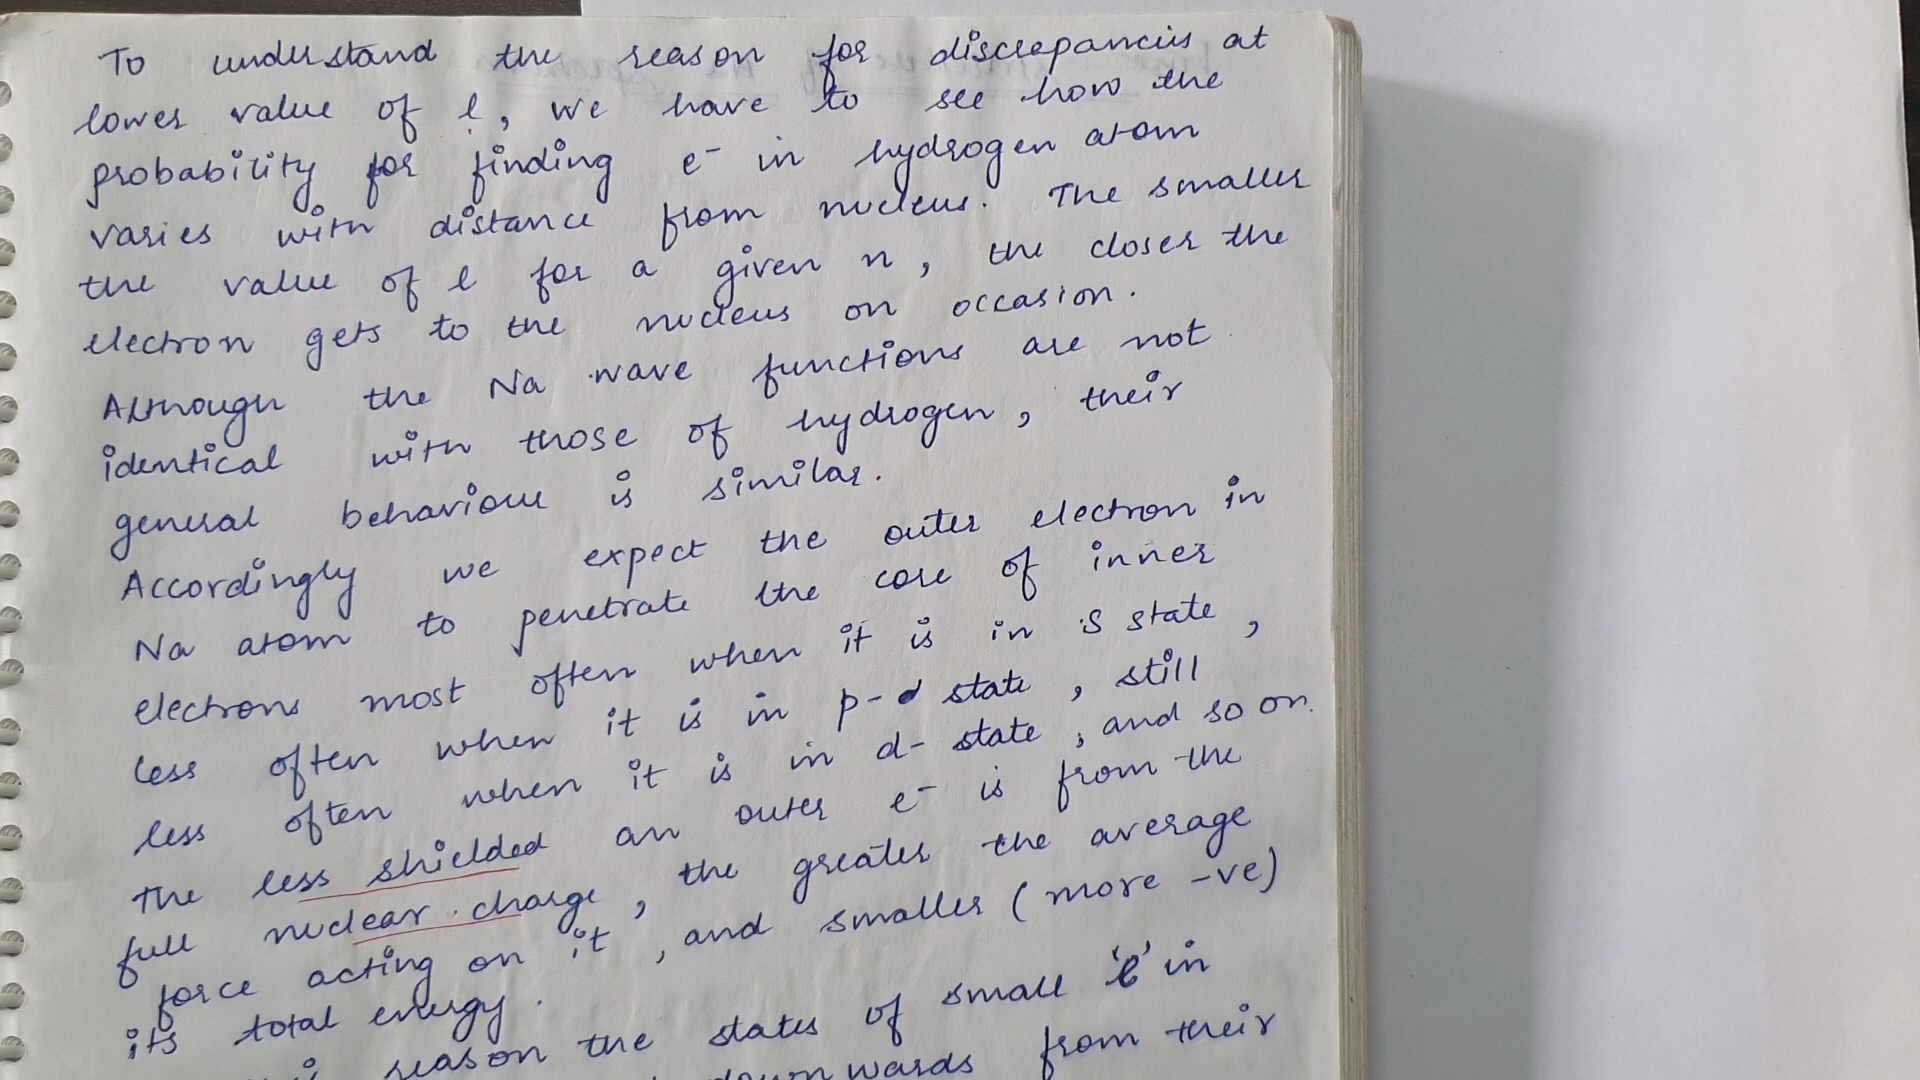 To understand the reason for discrepancies at
lower value of l, we have to see how the
probability for finding e- in hydrogen atom
varies with distance from nucleus. The smaller
the value of l for a given n, the closer the
electron gets to the nucleus on occasion.
Although the Na wave functions are not
identical with those of hydrogen, their
general behaviour is similar.
Accordingly we expect the outer electron in
Na atom to penetrate the core of inner
electrons most often when it is in s state,
less often when it is in p-d state, still
less often when it is in d- state, and so on.
The less shielded an outer e- is from the
full nuclear charge, the greater the average
force acting on it, and smaller (more -ve)
its total energy.
reason the states of small 'l' in
downwards from their